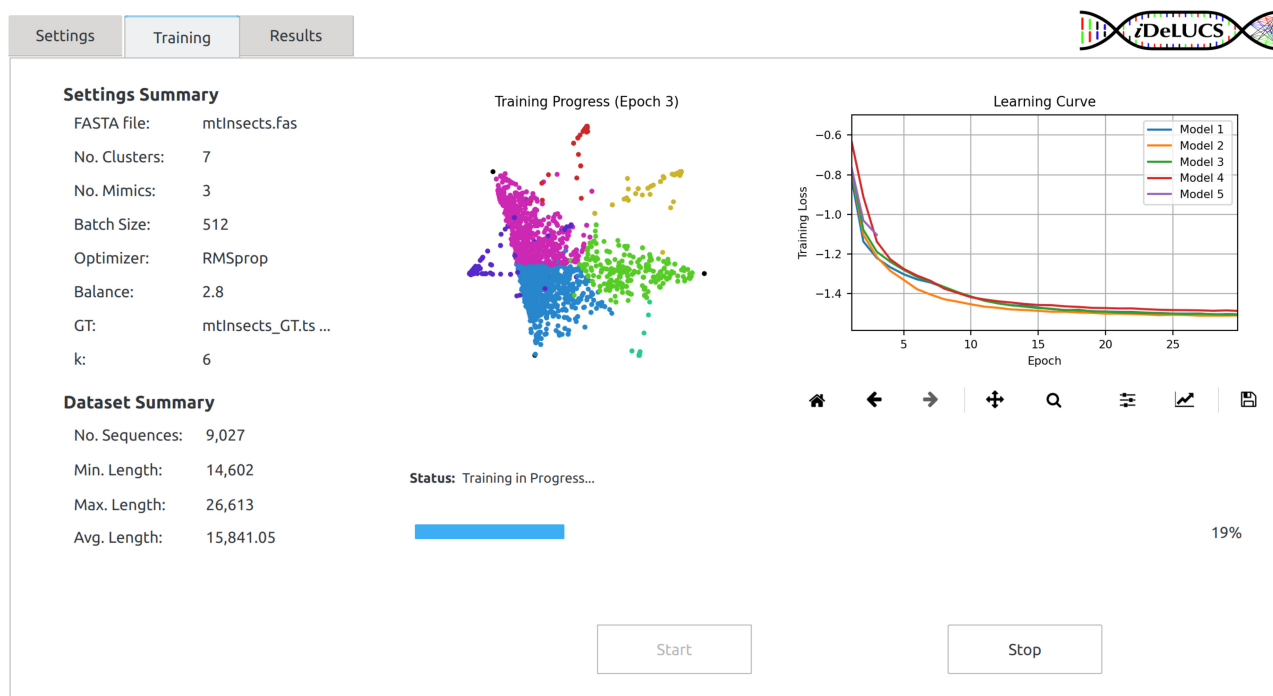 Settings Training Results
iDeLUCS
Settings Summary
FASTA file: mtInsects.fas
No. Clusters: 7
No. Mimics: 3
Batch Size: 512
Optimizer: RMSprop
Balance: 2.8
GT: mtInsects_GT.ts ...
k: 6
Dataset Summary
No. Sequences: 9,027
Min. Length: 14,602
Max. Length: 26,613
Avg. Length: 15,841.05
Training Progress (Epoch 3)
Learning Curve
Training Loss
−0.6
−0.8
−1.0
−1.2
−1.4
Model 1
Model 2
Model 3
Model 4
Model 5
5 10 15 20 25
Epoch
Status: Training in Progress...
19%
Start Stop